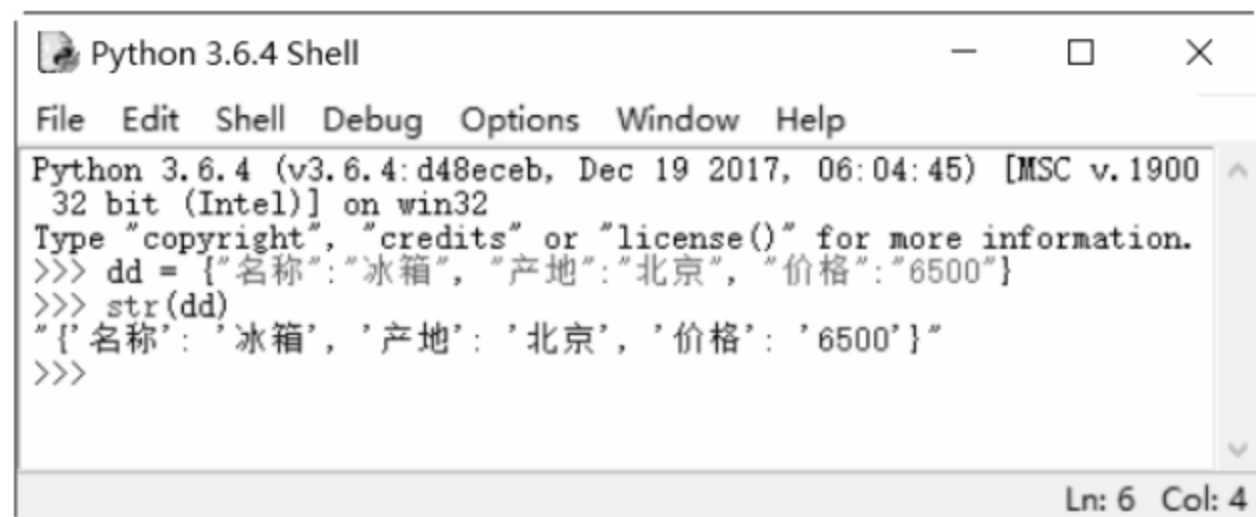 Python 3.6.4 Shell
File Edit Shell Debug Options Window Help
Python 3.6.4 (v3.6.4:d48eceb, Dec 19 2017, 06:04:45) [MSC v.1900
 32 bit (Intel)] on win32
Type "copyright", "credits" or "license()" for more information.
>>> dd = {"名称":"冰箱", "产地":"北京", "价格":"6500"}
>>> str(dd)
"{'名称': '冰箱', '产地': '北京', '价格': '6500'}"
>>>
Ln: 6 Col: 4